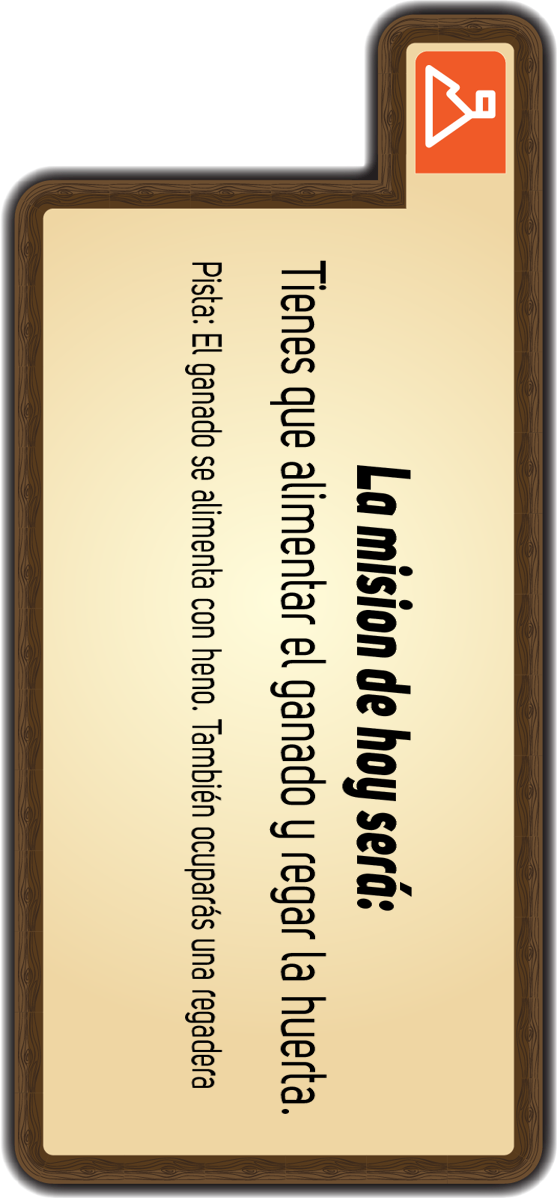 La mision de hoy será:
Tienes que alimentar el ganado y regar la huerta.
Pista: El ganado se alimenta con heno. También ocuparás una regadera